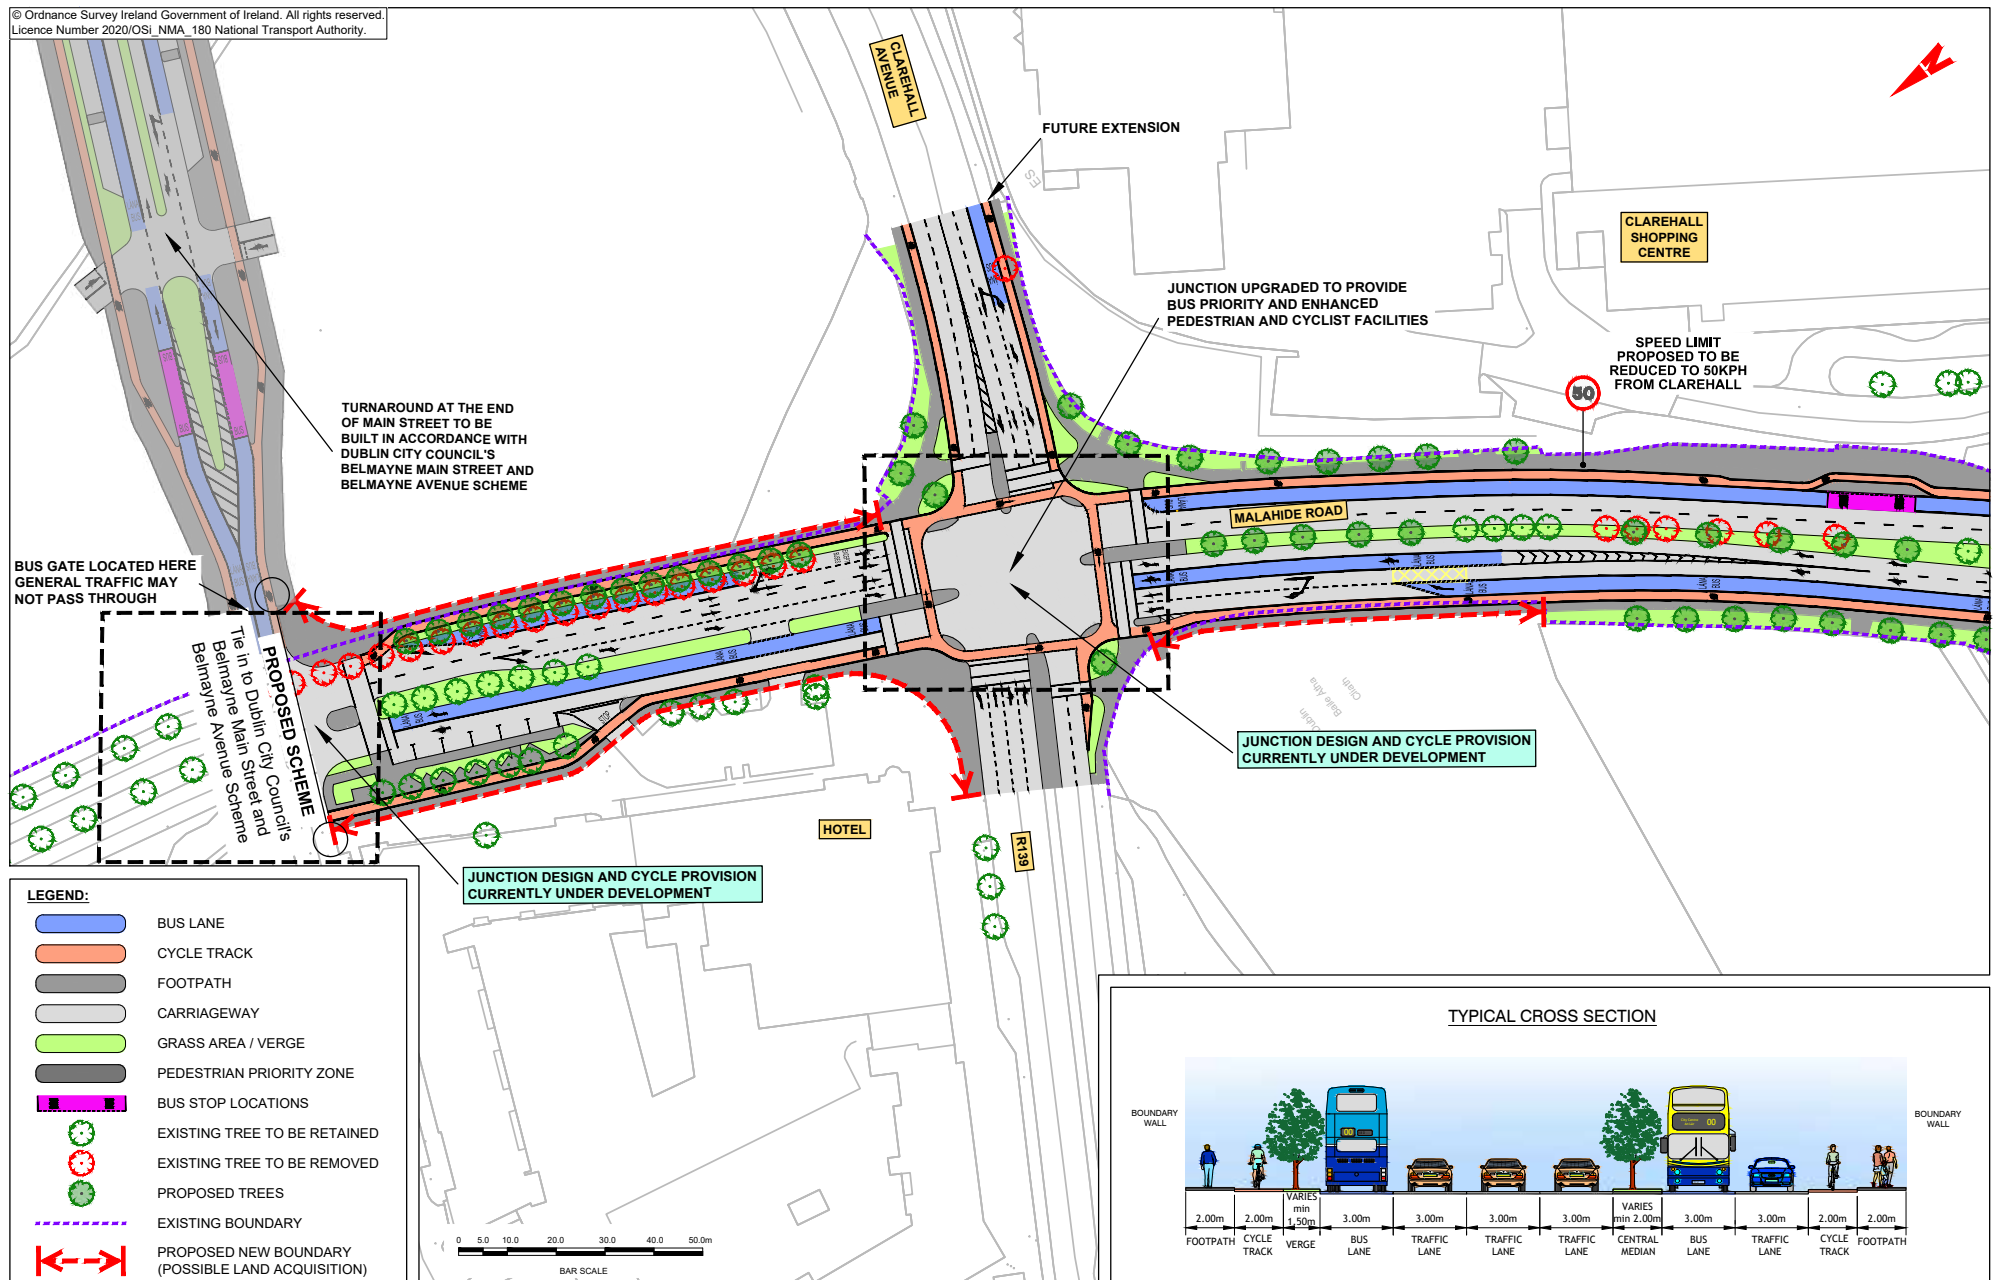 © Ordnance Survey Ireland Government of Ireland. All rights reserved.
Licence Number 2020/OSi_NMA_180 National Transport Authority.
CLAREHALL
AVENUE
FUTURE EXTENSION
ES
CLAREHALL
SHOPPING
CENTRE
JUNCTION UPGRADED TO PROVIDE
BUS PRIORITY AND ENHANCED
PEDESTRIAN AND CYCLIST FACILITIES
SPEED LIMIT
PROPOSED TO BE
REDUCED TO 50KPH
FROM CLAREHALL
50
TURNAROUND AT THE END
OF MAIN STREET TO BE
BUILT IN ACCORDANCE WITH
DUBLIN CITY COUNCIL'S
BELMAYNE MAIN STREET AND
BELMAYNE AVENUE SCHEME
MALAHIDE ROAD
BUS GATE LOCATED HERE
GENERAL TRAFFIC MAY
NOT PASS THROUGH
PROPOSED SCHEME
Tie in to Dublin City Council's
Belmayne Main Street and
Belmayne Avenue Scheme
LANA
BUS
STOP
Baile Atha
Cliath
Dublin
JUNCTION DESIGN AND CYCLE PROVISION
CURRENTLY UNDER DEVELOPMENT
HOTEL
R139
JUNCTION DESIGN AND CYCLE PROVISION
CURRENTLY UNDER DEVELOPMENT
LEGEND:
BUS LANE
CYCLE TRACK
FOOTPATH
CARRIAGEWAY
GRASS AREA / VERGE
PEDESTRIAN PRIORITY ZONE
BUS STOP LOCATIONS
EXISTING TREE TO BE RETAINED
EXISTING TREE TO BE REMOVED
PROPOSED TREES
EXISTING BOUNDARY
PROPOSED NEW BOUNDARY
(POSSIBLE LAND ACQUISITION)
0 5.0 10.0 20.0 30.0 40.0 50.0m
BAR SCALE
TYPICAL CROSS SECTION
BOUNDARY
WALL
BOUNDARY
WALL
00
00
2.00m
FOOTPATH
2.00m
CYCLE
TRACK
VARIES
min
1.50m
VERGE
3.00m
BUS
LANE
3.00m
TRAFFIC
LANE
3.00m
TRAFFIC
LANE
3.00m
TRAFFIC
LANE
VARIES
min 2.00m
CENTRAL
MEDIAN
3.00m
BUS
LANE
3.00m
TRAFFIC
LANE
2.00m
CYCLE
TRACK
2.00m
FOOTPATH